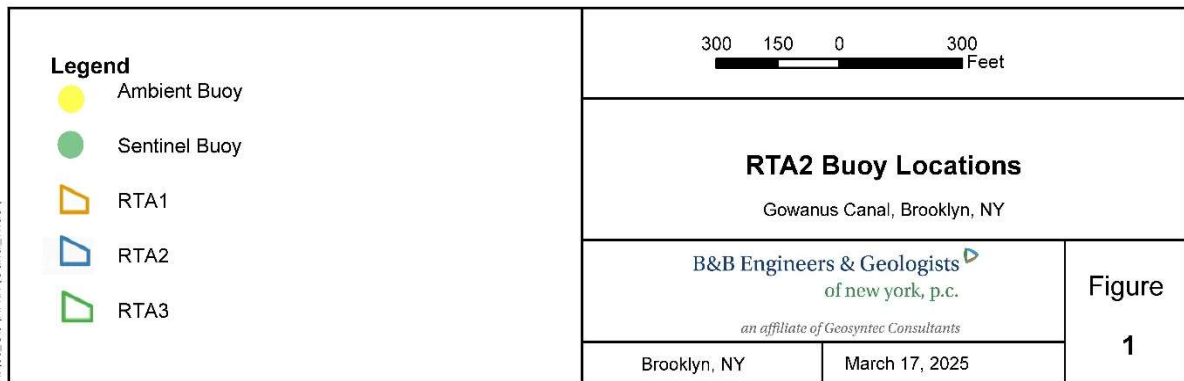 Legend
Ambient Buoy
Sentinel Buoy
RTA1
RTA2
RTA3
300 150 0 300
Feet
RTA2 Buoy Locations
Gowanus Canal, Brooklyn, NY
B&B Engineers & Geologists
of new york, p.c.
an affiliate of Geosyntec Consultants
Brooklyn, NY
March 17, 2025
Figure
1